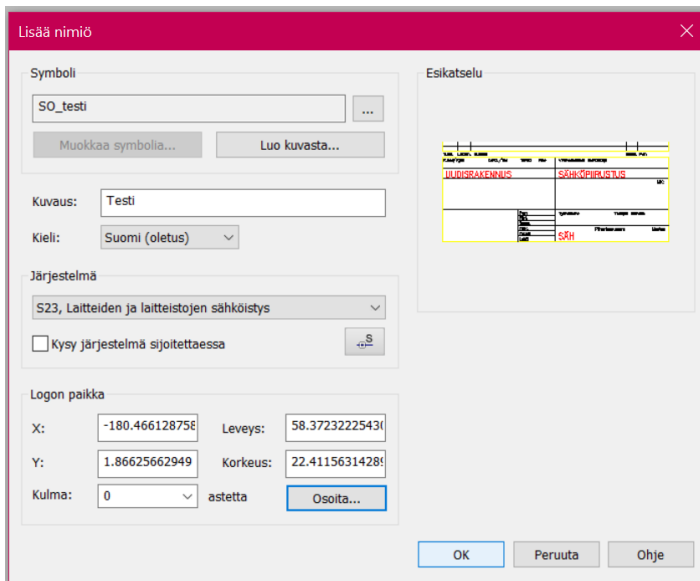 Lisää nimiö
Symboli
SO_testi
...
Muokkaa symbolia...
Luo kuvasta...
Kuvaus:
Testi
Kieli:
Suomi (oletus)
Järjestelmä
S23, Laitteiden ja laitteistojen sähköistys
Kysy järjestelmä sijoitettaessa
S
Logon paikka
X:
-180.466128758
Leveys:
58.3723222543
Y:
1.86625662949
Korkeus:
22.4115631428
Kulma:
0
astetta
Osoita...
Esikatselu
UUDISRAKENNUS
SÄHKÖPIIRUSTUS
SÄH
OK
Peruuta
Ohje